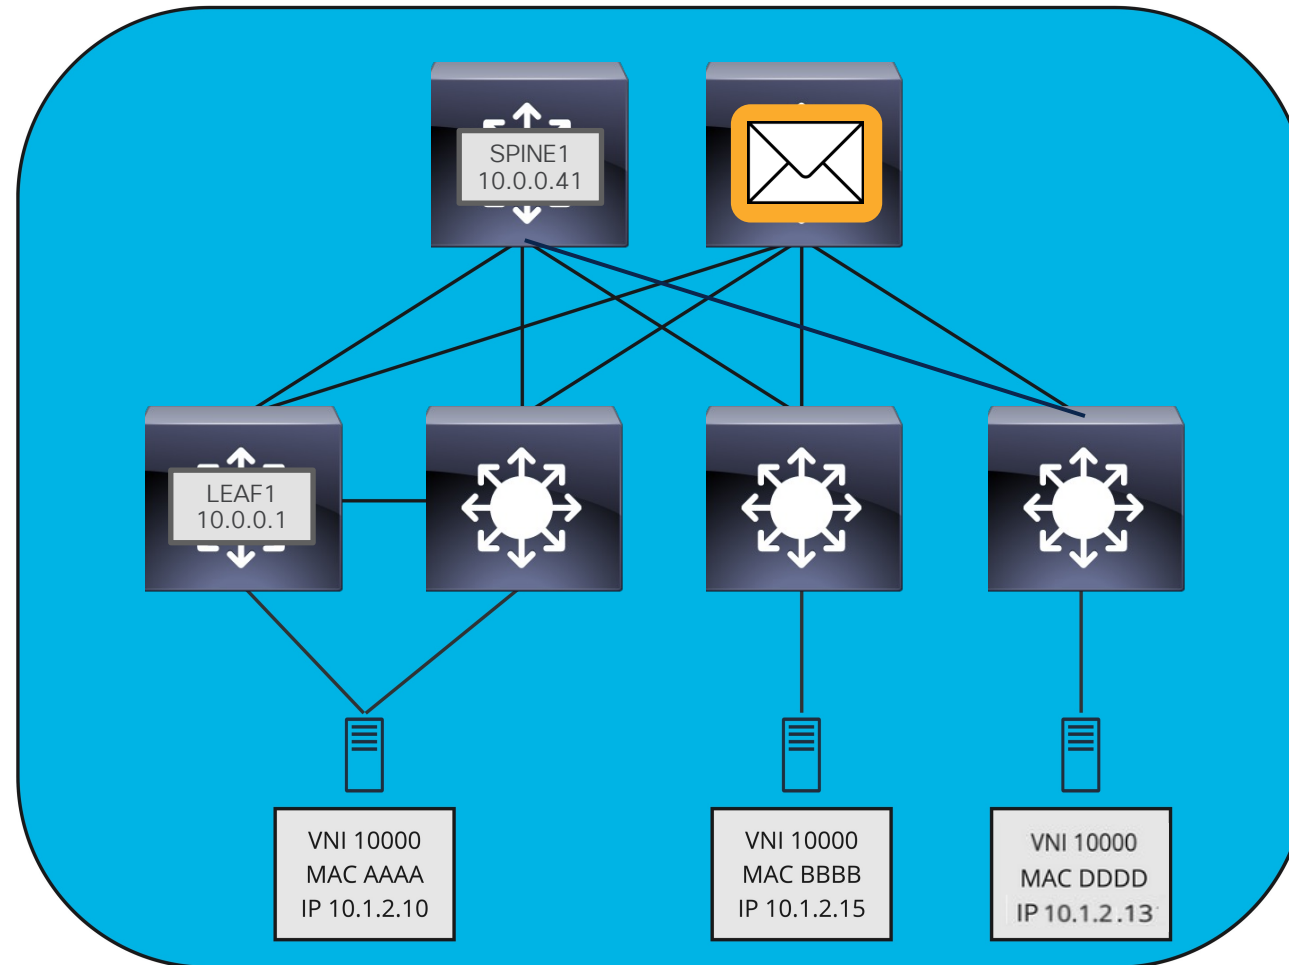 SPINE1
10.0.0.41
LEAF1
10.0.0.1
VNI 10000
MAC AAAA
IP 10.1.2.10
VNI 10000
MAC BBBB
IP 10.1.2.15
VNI 10000
MAC DDDD
IP 10.1.2.13